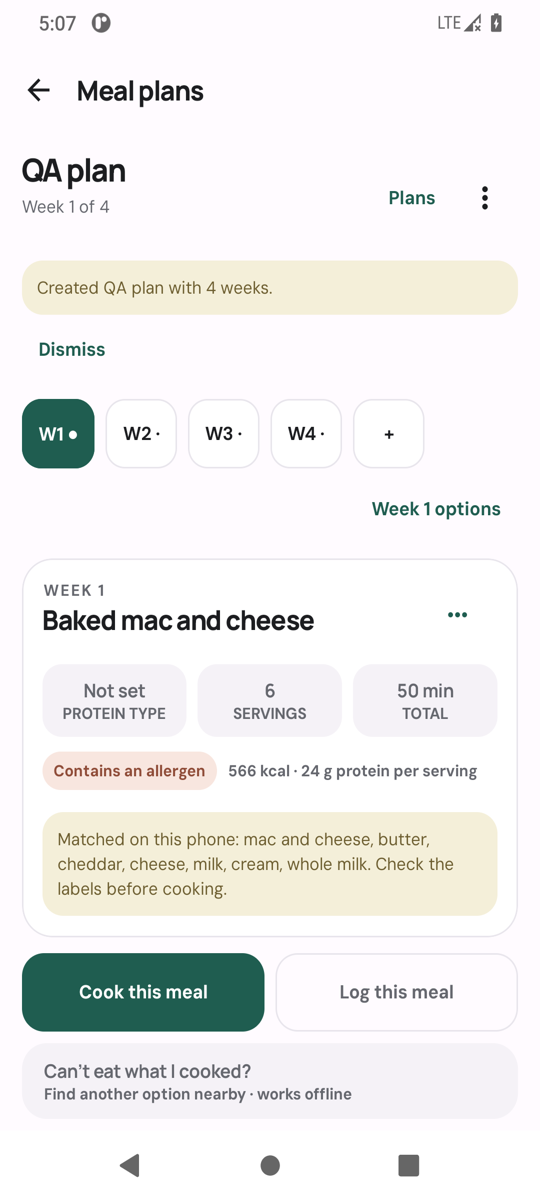 5:07
LTE
Meal plans
QA plan
Week 1 of 4
Plans
Created QA plan with 4 weeks.
Dismiss
W1 •
W2 ·
W3 ·
W4 ·
+
Week 1 options
WEEK 1
Baked mac and cheese
Not set
PROTEIN TYPE
6
SERVINGS
50 min
TOTAL
Contains an allergen
566 kcal · 24 g protein per serving
Matched on this phone: mac and cheese, butter,
cheddar, cheese, milk, cream, whole milk. Check the
labels before cooking.
Cook this meal
Log this meal
Can’t eat what I cooked?
Find another option nearby · works offline